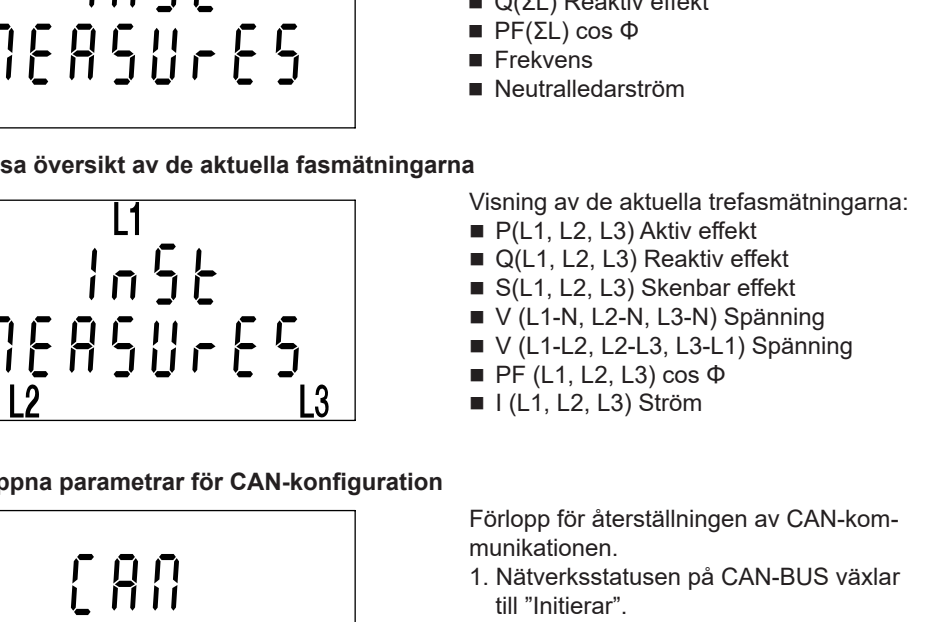 Q(ΣL) Reaktiv effekt
■ PF(ΣL) cos Φ
■ Frekvens
■ Neutralledarström
InSt
MEASUrES
sa översikt av de aktuella fasmätningarna
L1
InSt
MEASUrES
L2 L3
Visning av de aktuella trefasmätningarna:
■ P(L1, L2, L3) Aktiv effekt
■ Q(L1, L2, L3) Reaktiv effekt
■ S(L1, L2, L3) Skenbar effekt
■ V (L1-N, L2-N, L3-N) Spänning
■ V (L1-L2, L2-L3, L3-L1) Spänning
■ PF (L1, L2, L3) cos Φ
■ I (L1, L2, L3) Ström
ppna parametrar för CAN-konfiguration
CAN
Förlopp för återställningen av CAN-kom-
munikationen.
1. Nätverksstatusen på CAN-BUS växlar
till ”Initierar”.